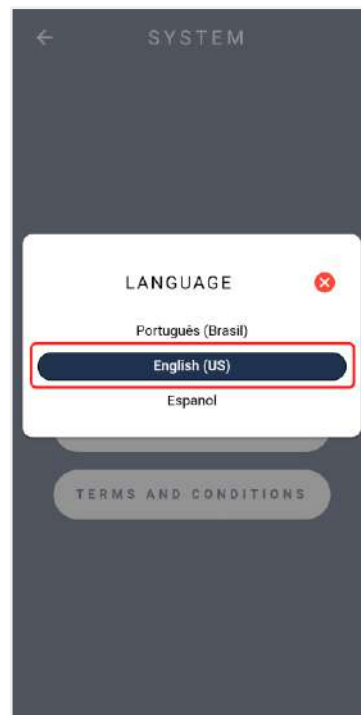 SYSTEM
LANGUAGE
Português (Brasil)
English (US)
Espanol
TERMS AND CONDITIONS